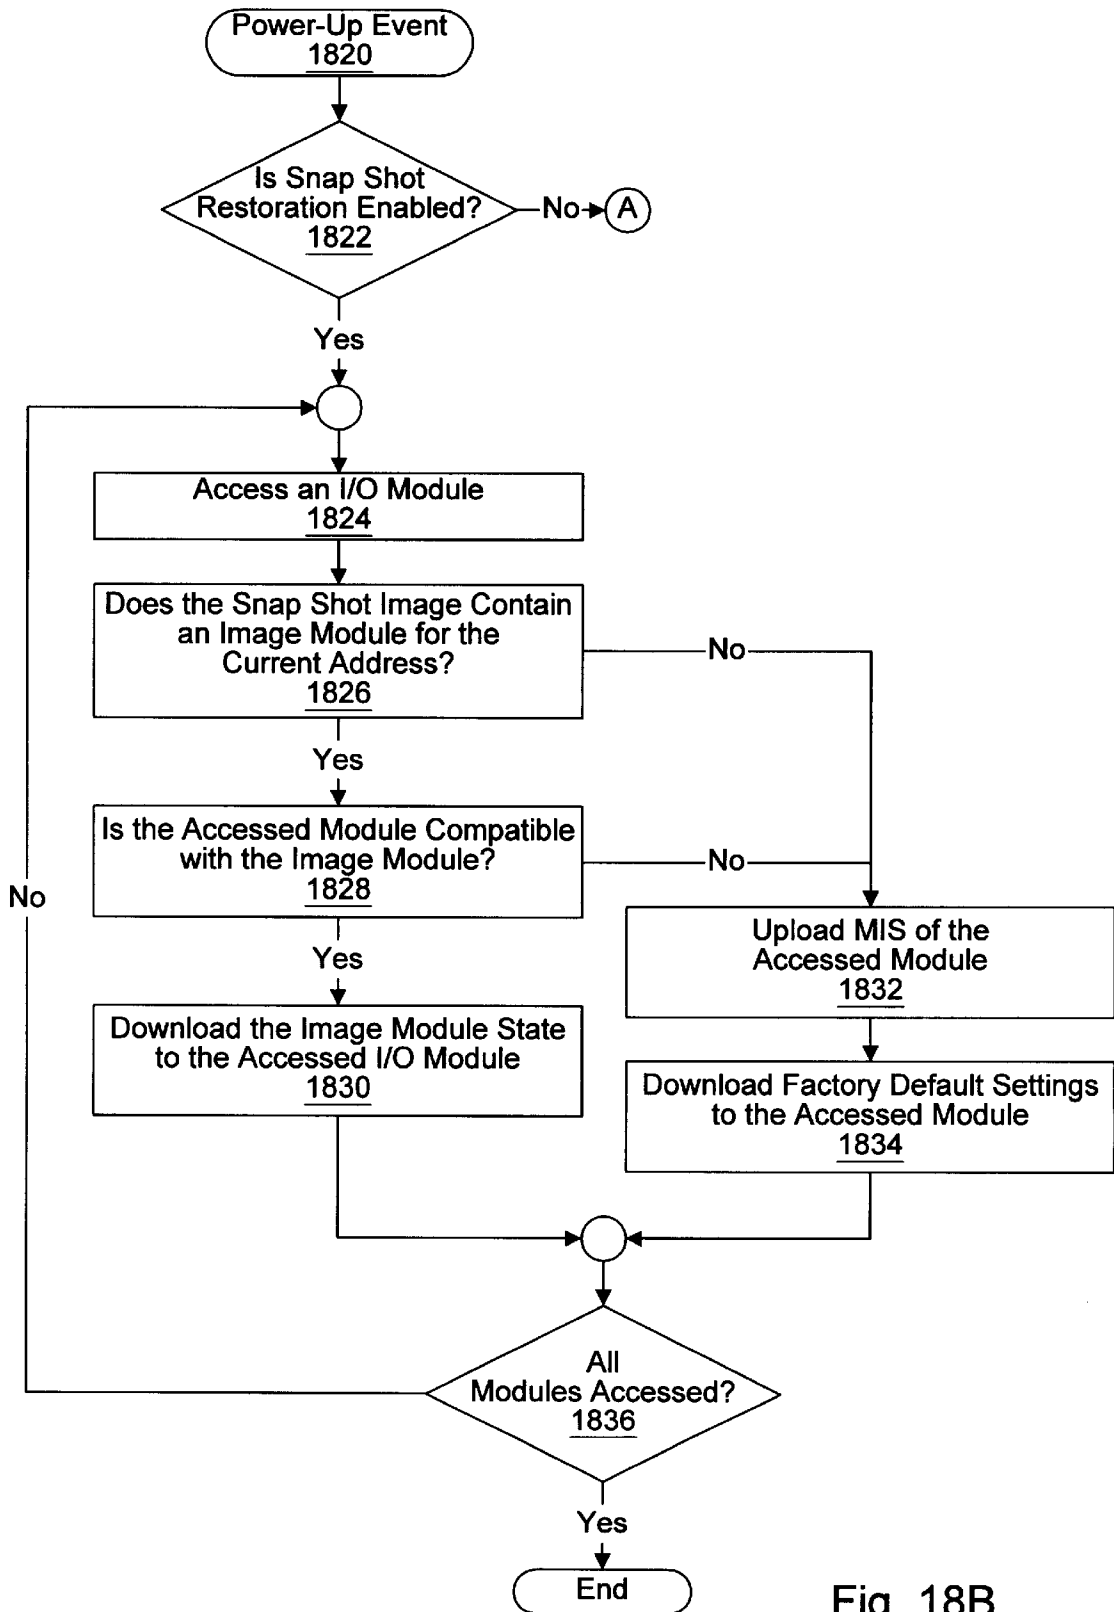 Power-Up Event
1820
Is Snap Shot
Restoration Enabled?
1822
No
A
Yes
Access an I/O Module
1824
Does the Snap Shot Image Contain
an Image Module for the
Current Address?
1826
No
Yes
Is the Accessed Module Compatible
with the Image Module?
1828
No
No
Yes
Upload MIS of the
Accessed Module
1832
Download the Image Module State
to the Accessed I/O Module
1830
Download Factory Default Settings
to the Accessed Module
1834
All
Modules Accessed?
1836
Yes
End
Fig. 18B